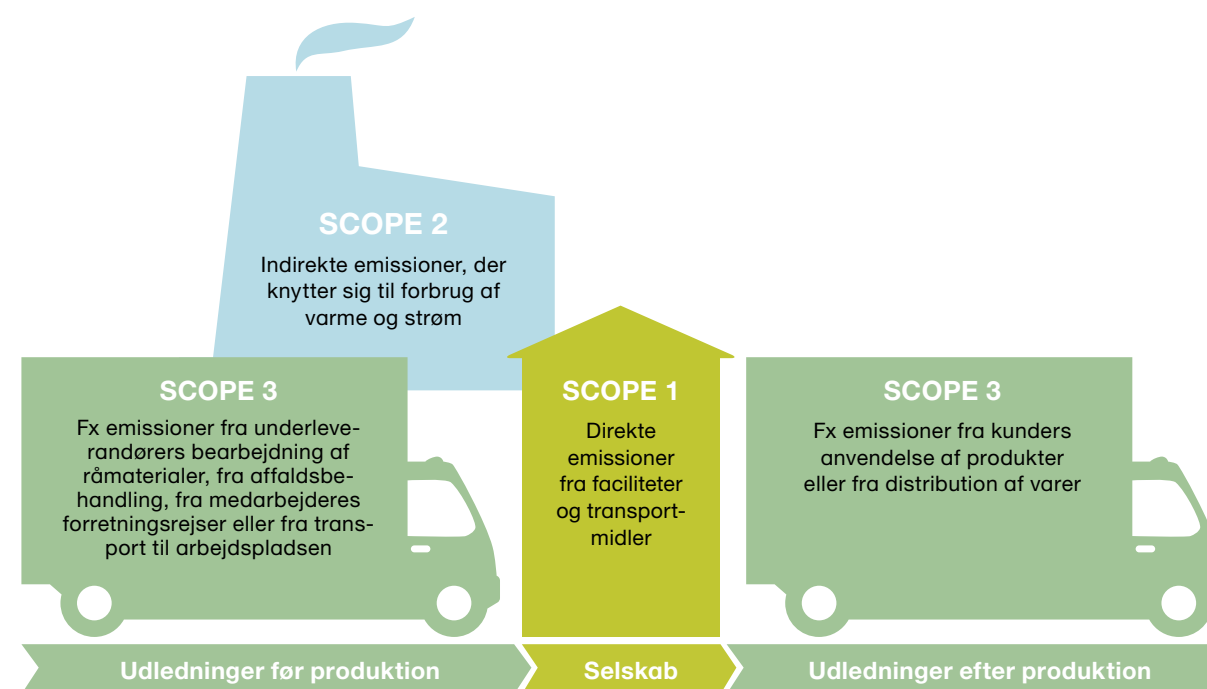 SCOPE 2
Indirekte emissioner, der
knytter sig til forbrug af
varme og strøm
SCOPE 3
Fx emissioner fra underleve-
randørers bearbejdning af
råmaterialer, fra affaldsbe-
handling, fra medarbejderes
forretningsrejser eller fra trans-
port til arbejdspladsen
SCOPE 1
Direkte
emissioner
fra faciliteter
og transport-
midler
SCOPE 3
Fx emissioner fra kunders
anvendelse af produkter
eller fra distribution af varer
Udledninger før produktion
Selskab
Udledninger efter produktion